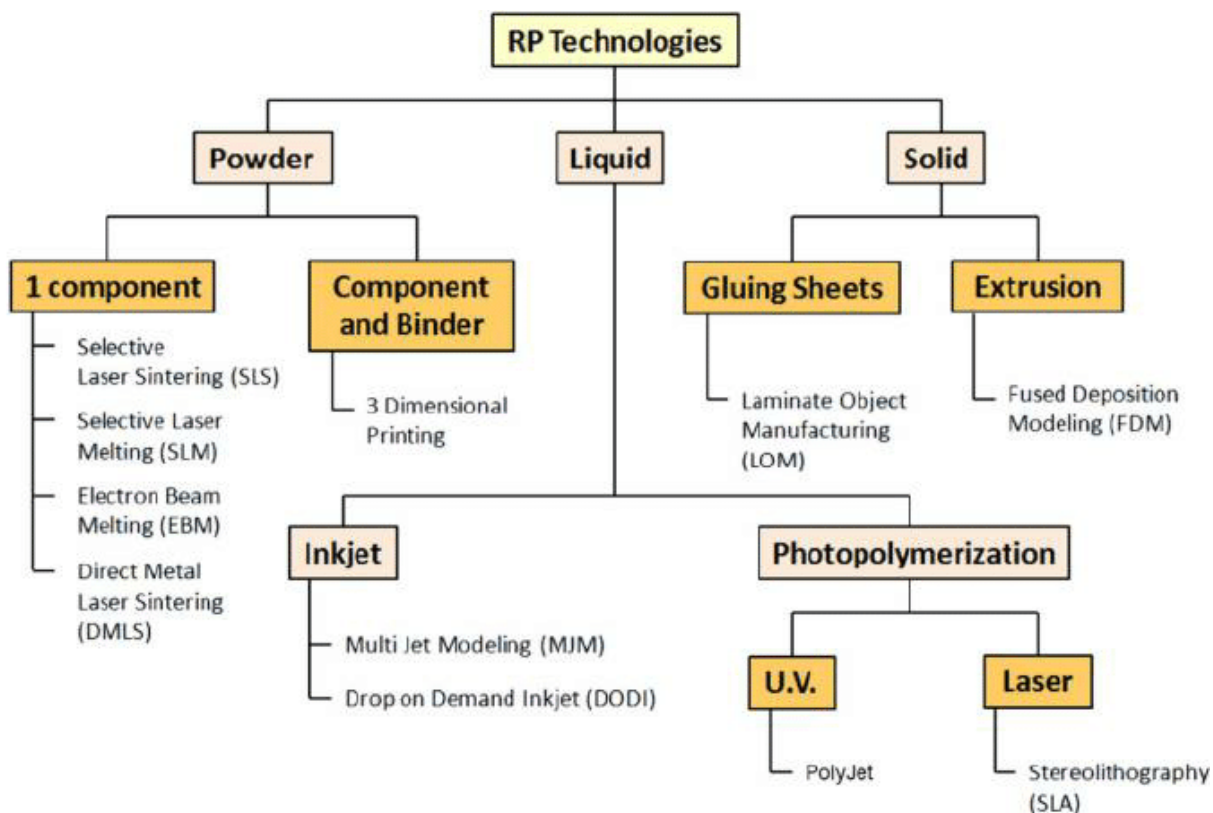 RP Technologies
Powder
Liquid
Solid
1 component
Component
and Binder
Gluing Sheets
Extrusion
Selective
Laser Sintering (SLS)
Selective Laser
Melting (SLM)
Electron Beam
Melting (EBM)
Direct Metal
Laser Sintering
(DMLS)
3 Dimensional
Printing
Laminate Object
Manufacturing
(LOM)
Fused Deposition
Modeling (FDM)
Inkjet
Photopolymerization
Multi Jet Modeling (MJM)
Drop on Demand Inkjet (DODI)
U.V.
Laser
PolyJet
Stereolithography
(SLA)